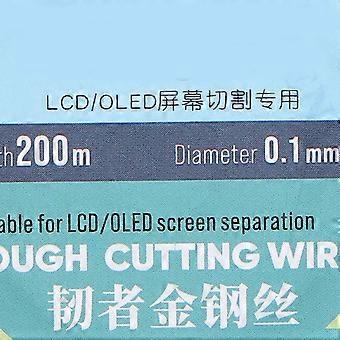 LCD/OLED屏幕切割专用
th 200m Diameter 0.1mm
able for LCD/OLED screen separation
OUGH CUTTING WIR
韧者金钢丝